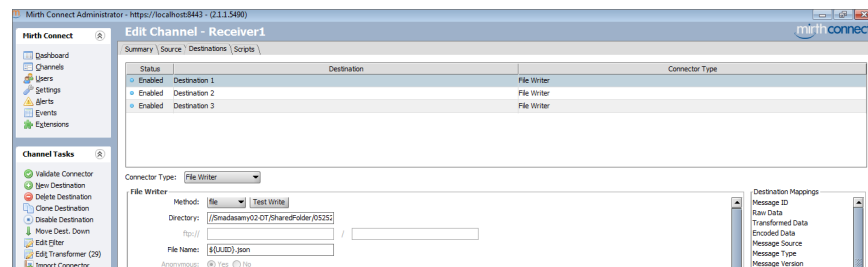 Mirth Connect Administrator - https://localhost:8443 - (2.1.1.5490)
Mirth Connect
Edit Channel - Receiver1
mirthconnect
Summary Source Destinations Scripts
Dashboard
Channels
Users
Settings
Alerts
Events
Extensions
Status Destination Connector Type
Enabled Destination 1 File Writer
Enabled Destination 2 File Writer
Enabled Destination 3 File Writer
Channel Tasks
Validate Connector
New Destination
Delete Destination
Clone Destination
Disable Destination
Move Dest. Down
Edit Filter
Edit Transformer (29)
Import Connector
Connector Type: File Writer
File Writer
Method: file Test Write
Directory: //Smadasamy02-DT/SharedFolder/05252
ftp:// /
File Name: ${UUID}.json
Anonymous: Yes No
Destination Mappings
Message ID
Raw Data
Transformed Data
Encoded Data
Message Source
Message Type
Message Version